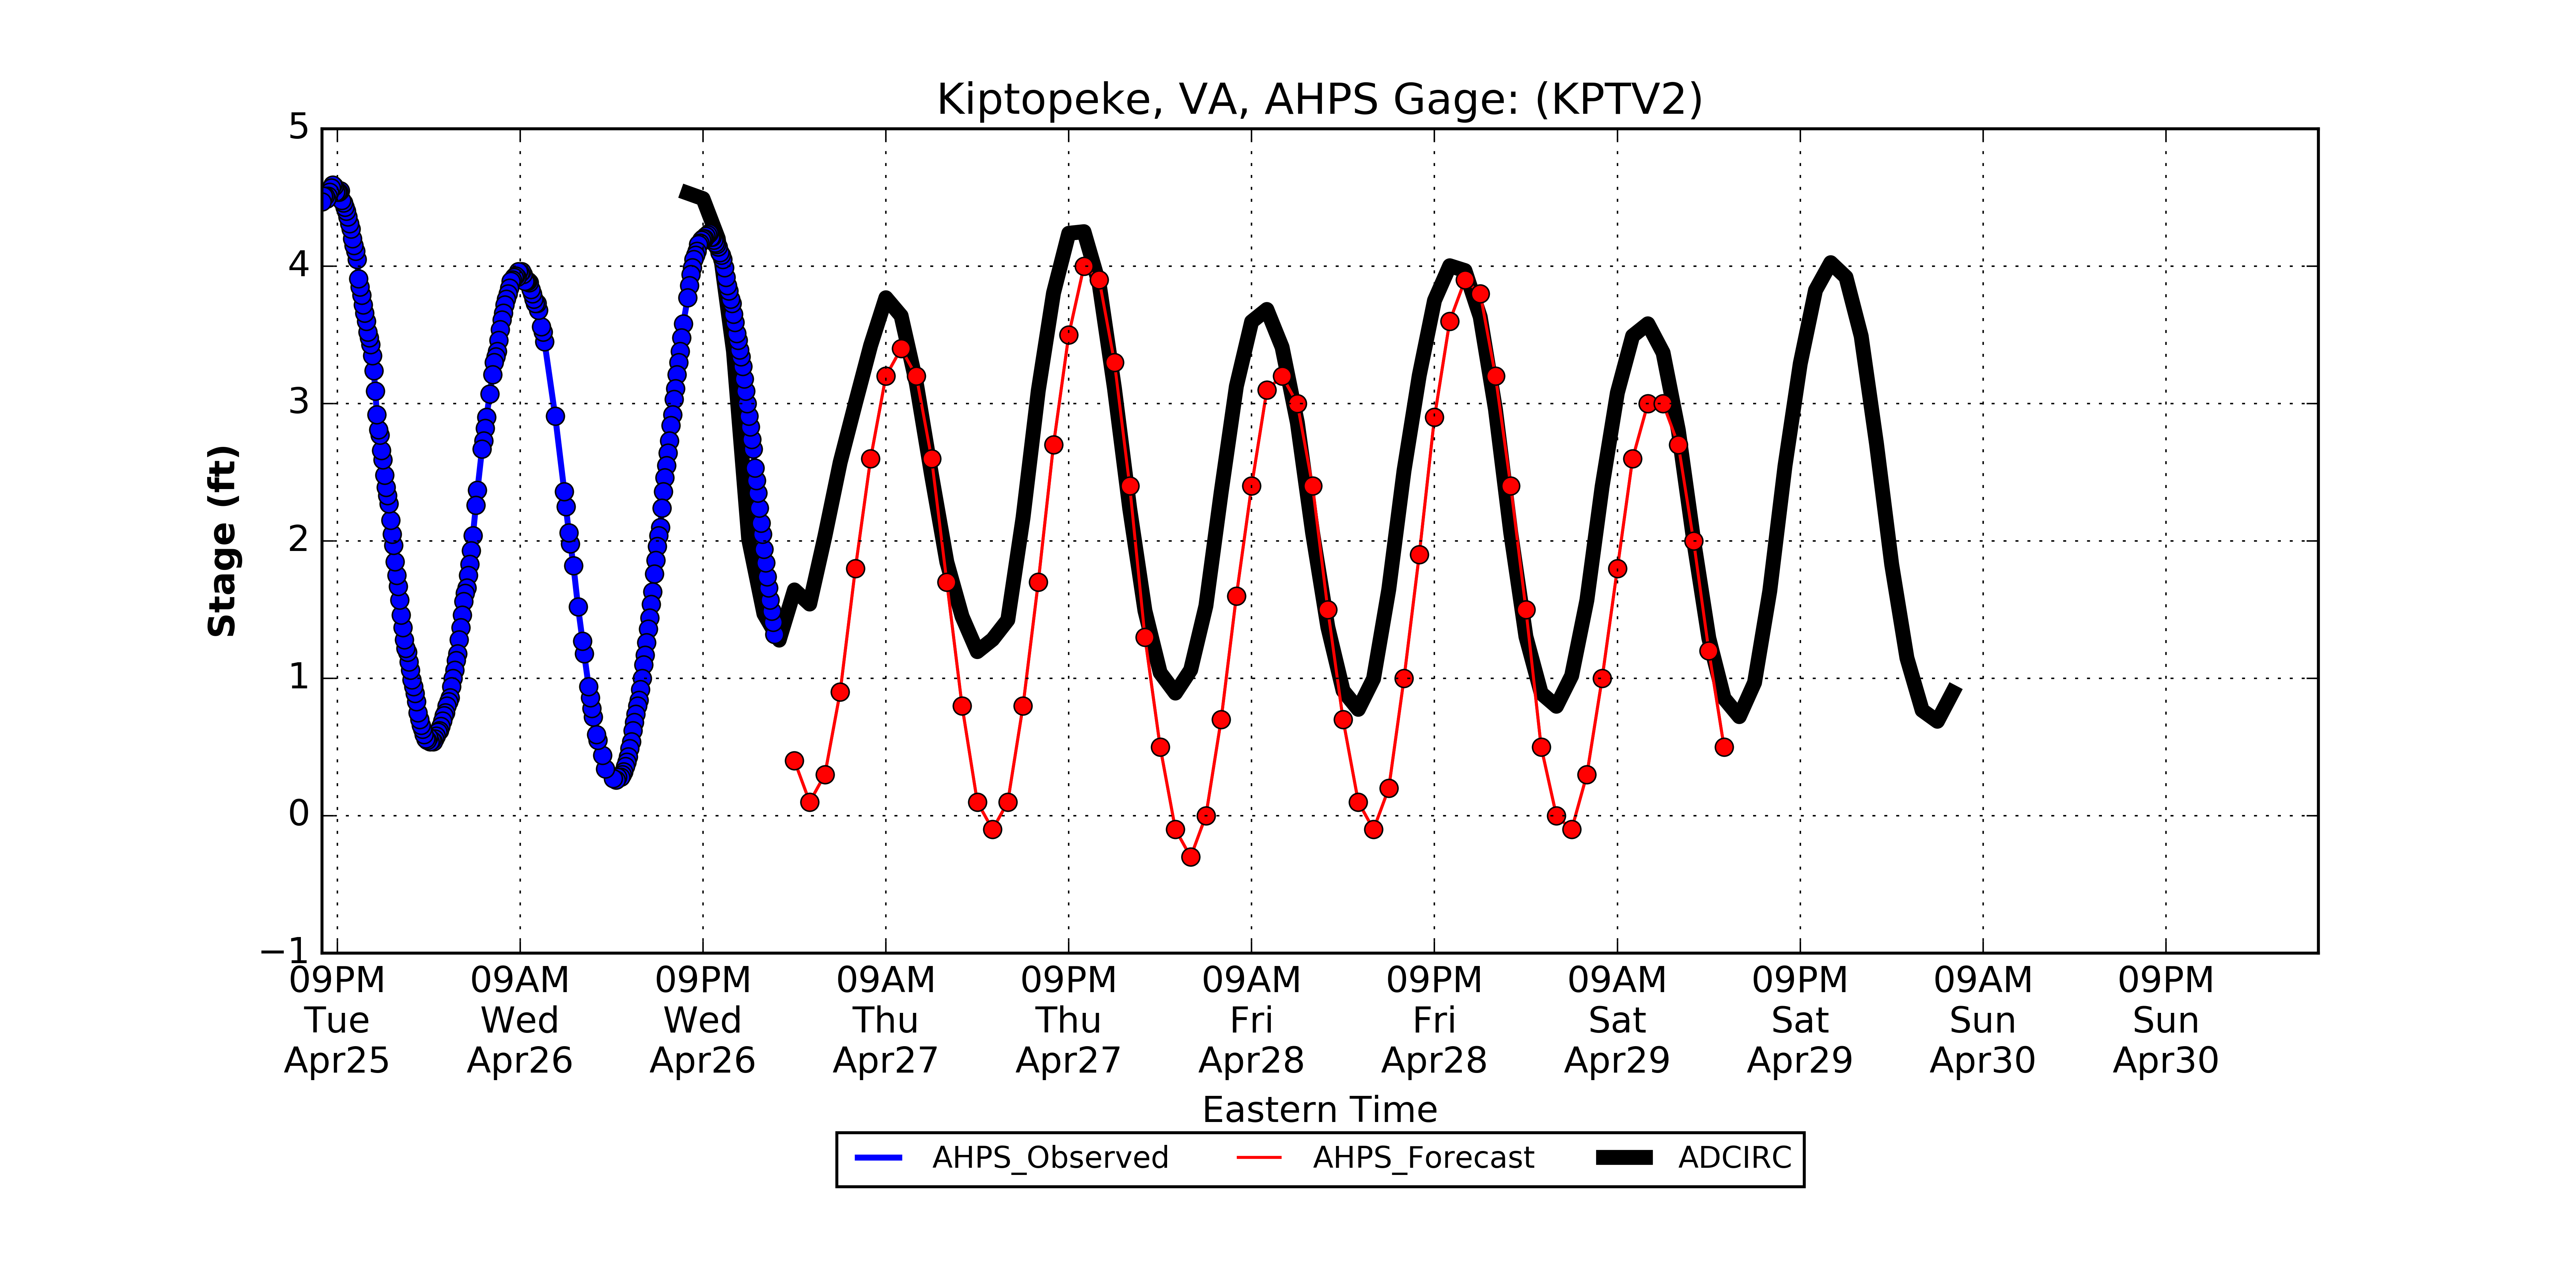 Kiptopeke, VA, AHPS Gage: (KPTV2)
5
4
3
2
1
0
−1
Stage (ft)
09PM 09AM 09PM 09AM 09PM 09AM 09PM 09AM 09PM 09AM 09PM
Tue Wed Wed Thu Thu Fri Fri Sat Sat Sun Sun
Apr25 Apr26 Apr26 Apr27 Apr27 Apr28 Apr28 Apr29 Apr29 Apr30 Apr30
Eastern Time
AHPS_Observed AHPS_Forecast ADCIRC